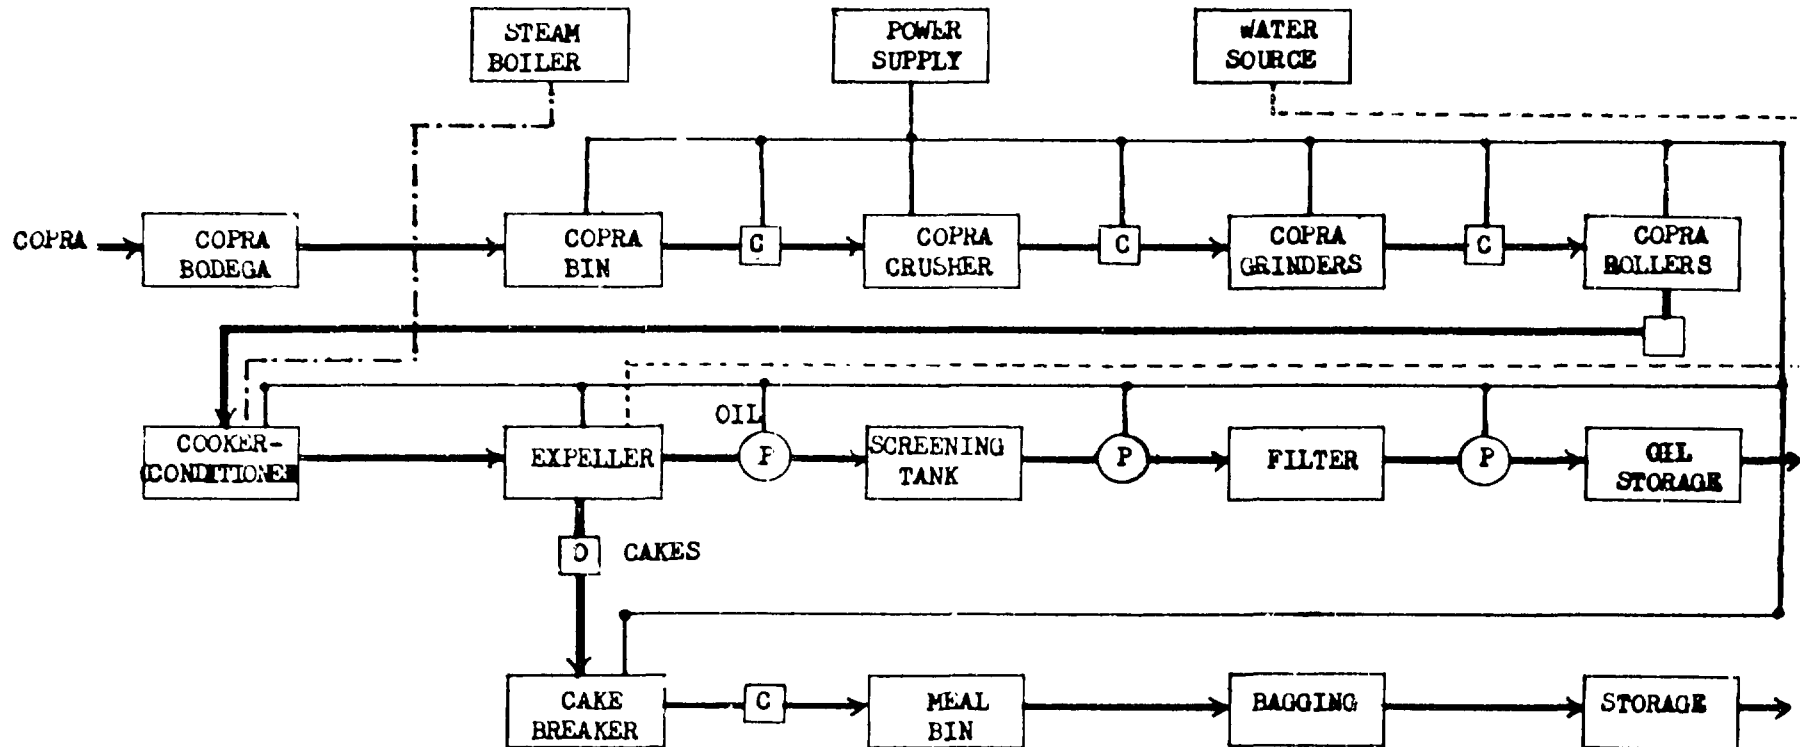 STEAM
BOILER
POWER
SUPPLY
WATER
SOURCE
COPRA
COPRA
BODEGA
COPRA
BIN
C
COPRA
CRUSHER
C
COPRA
GRINDERS
C
COPRA
ROLLERS
COOKER-
CONDITIONER
EXPELLER
OIL
P
SCREENING
TANK
P
FILTER
P
OIL
STORAGE
CAKES
CAKE
BREAKER
C
MEAL
BIN
BAGGING
STORAGE